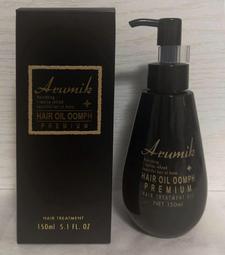 Arumik
+
HAIR OIL OOMPH
PREMIUM
HAIR TREATMENT
150ml 5.1 FL. OZ
Arumik
+
HAIR OIL OOMPH
PREMIUM
HAIR TREATMENT OIL
NET 150ml